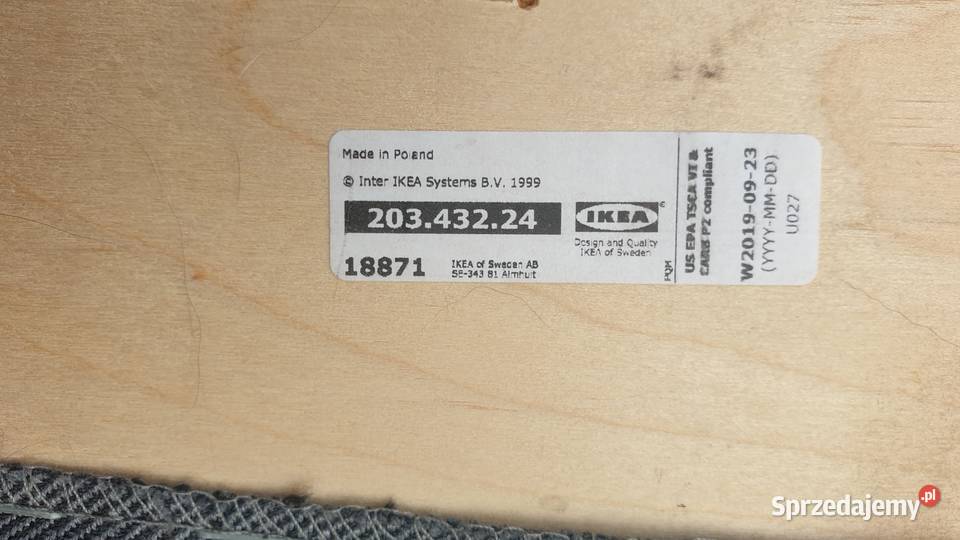 Made in Poland
© Inter IKEA Systems B.V. 1999
203.432.24
IKEA
®
Design and Quality
IKEA of Sweden
18871
IKEA of Sweden AB
SE-343 81 Älmhult
PQM
US EPA TSCA VI &
CARB P2 compliant
W2019-09-23
(YYYY-MM-DD)
U027
Sprzedajemy.pl